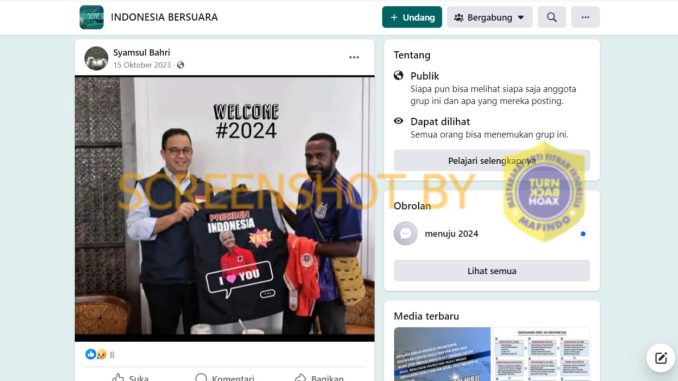 INDONESIA BERSUARA
+ Undang
Bergabung
Syamsul Bahri
15 Oktober 2023 ·
WELCOME
#2024
PRESIDEN
INDONESIA
YES!
I YOU
8
Suka
Komentari
Bagikan
Tentang
Publik
Siapa pun bisa melihat siapa saja anggota
grup ini dan apa yang mereka posting.
Dapat dilihat
Semua orang bisa menemukan grup ini.
Pelajari selengkapnya
Obrolan
menuju 2024
Lihat semua
Media terbaru
SCREENSHOT BY
MASYARAKAT ANTI FITNAH INDONESIA
TURN
BACK
HOAX
MAFINDO